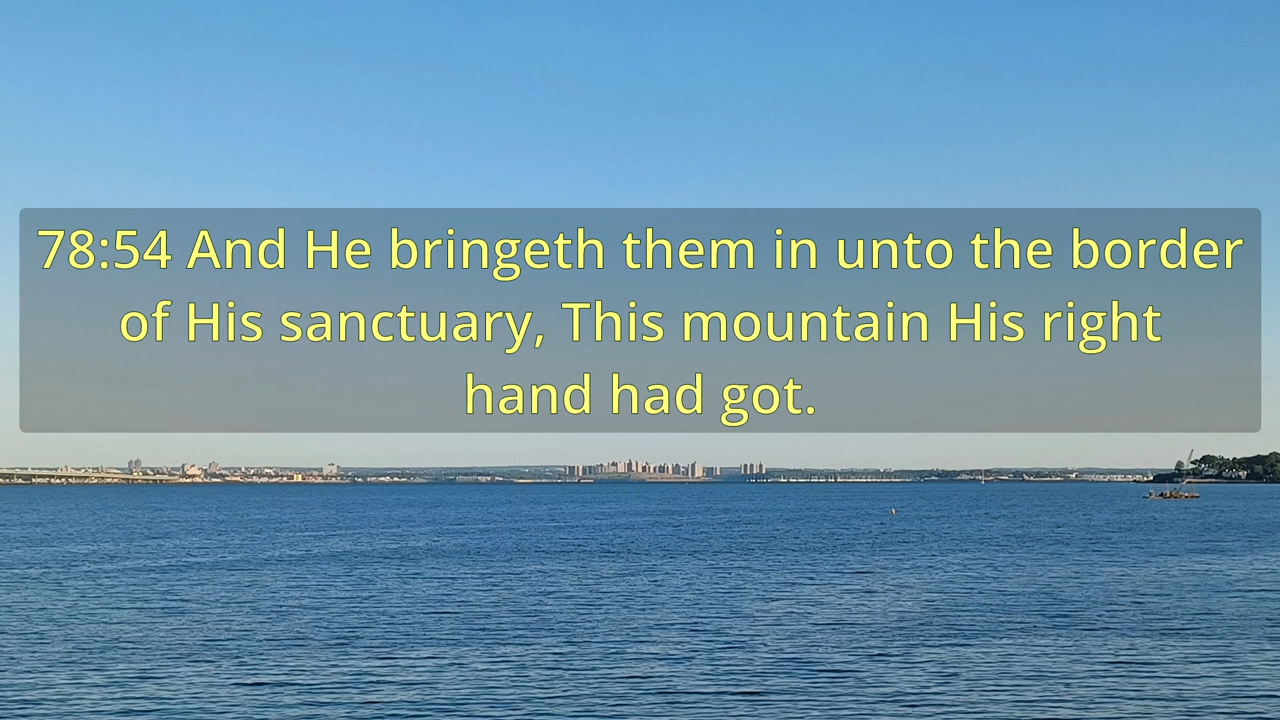 78:54 And He bringeth them in unto the border
of His sanctuary, This mountain His right
hand had got.